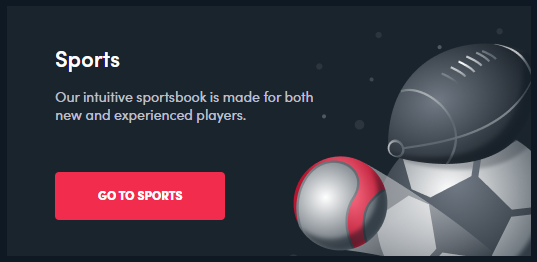 Sports
Our intuitive sportsbook is made for both
new and experienced players.
GO TO SPORTS